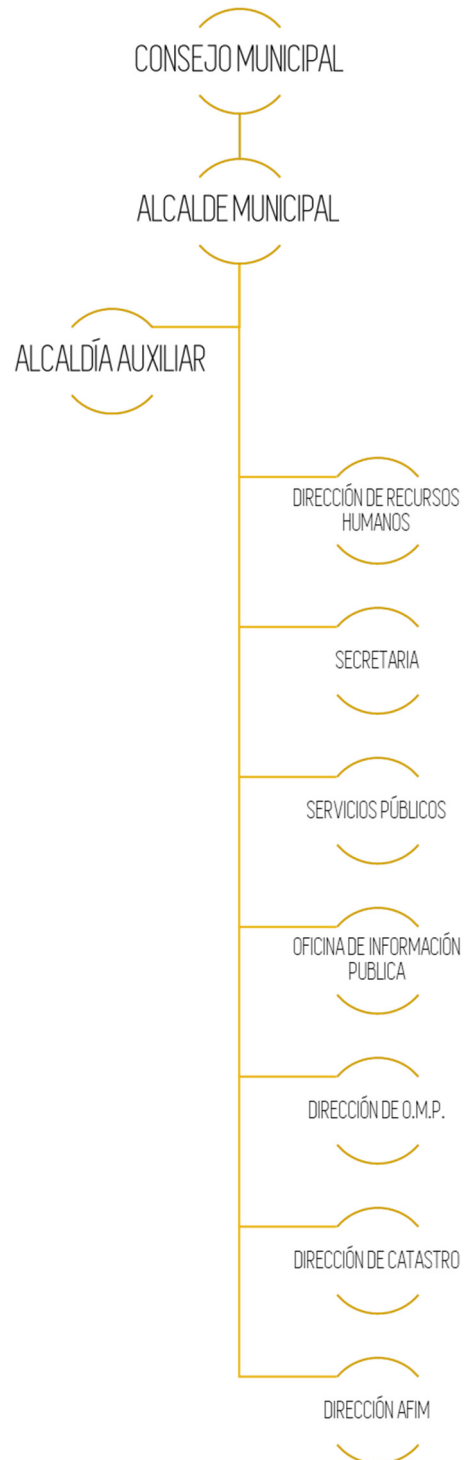 CONSEJO MUNICIPAL
ALCALDE MUNICIPAL
ALCALDÍA AUXILIAR
DIRECCIÓN DE RECURSOS
HUMANOS
SECRETARIA
SERVICIOS PÚBLICOS
OFICINA DE INFORMACIÓN
PUBLICA
DIRECCIÓN DE O.M.P.
DIRECCIÓN DE CATASTRO
DIRECCIÓN AFIM